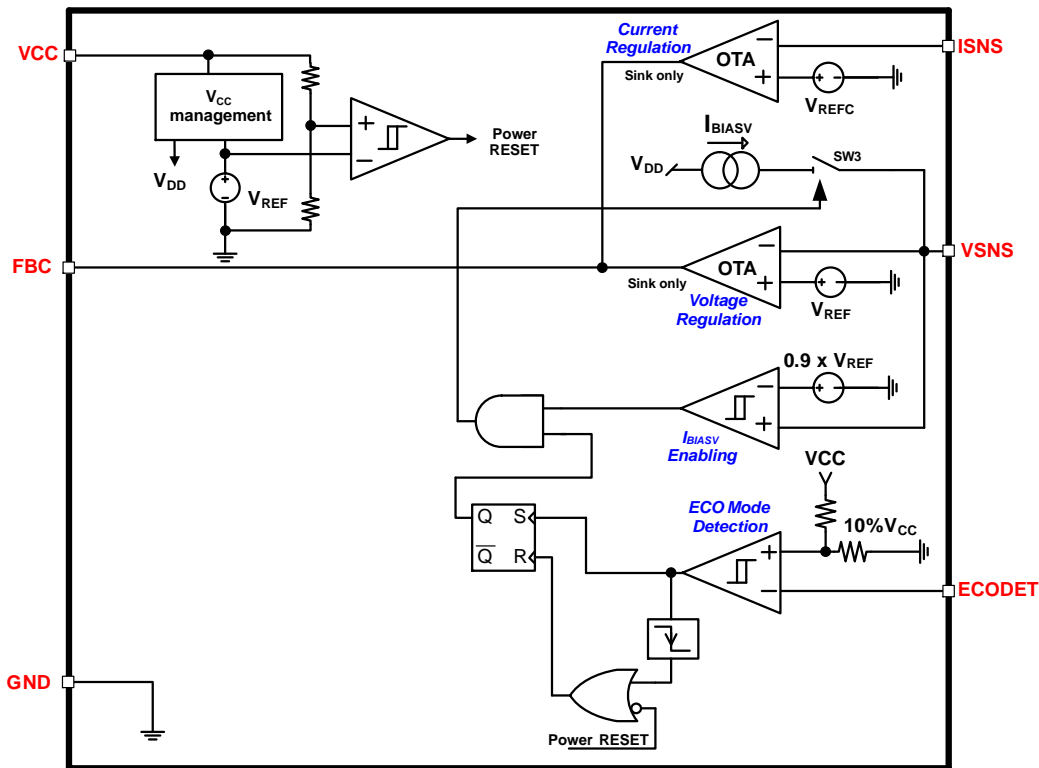 Current
Regulation
VCC
ISNS
OTA
−
+
Sink only
VREFC
VCC
management
+
−
Power
RESET
VDD
VREF
IBIASV
VDD
SW3
FBC
VSNS
OTA
−
+
Sink only
Voltage
Regulation
VREF
0.9 x VREF
−
+
IBIASV
Enabling
VCC
ECO Mode
Detection
10%VCC
Q S
Q R
+
−
ECODET
GND
Power RESET